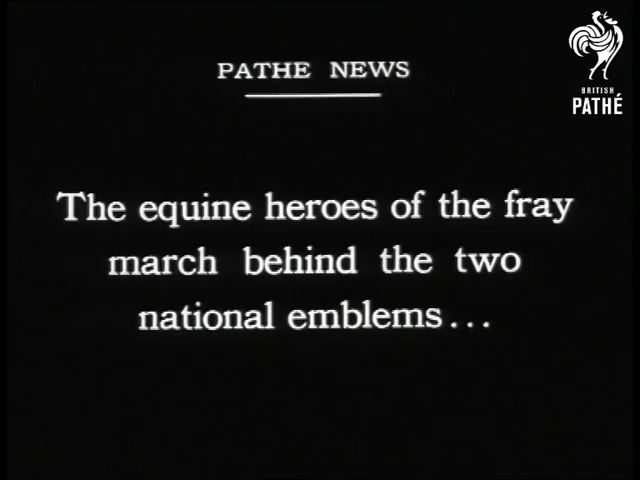 PATHE NEWS
BRITISH
PATHÉ
The equine heroes of the fray
march behind the two
national emblems...